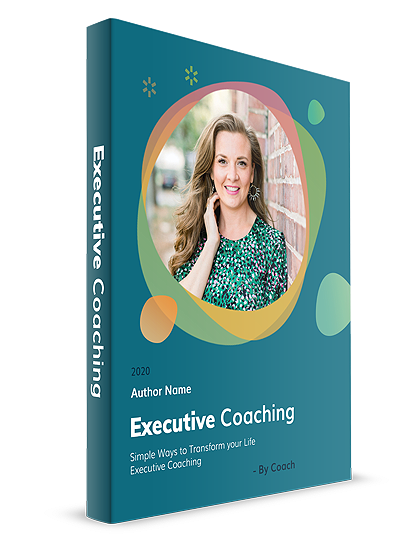 Executive Coaching
2020
Author Name
Executive Coaching
Simple Ways to Transform your Life
Executive Coaching
- By Coach